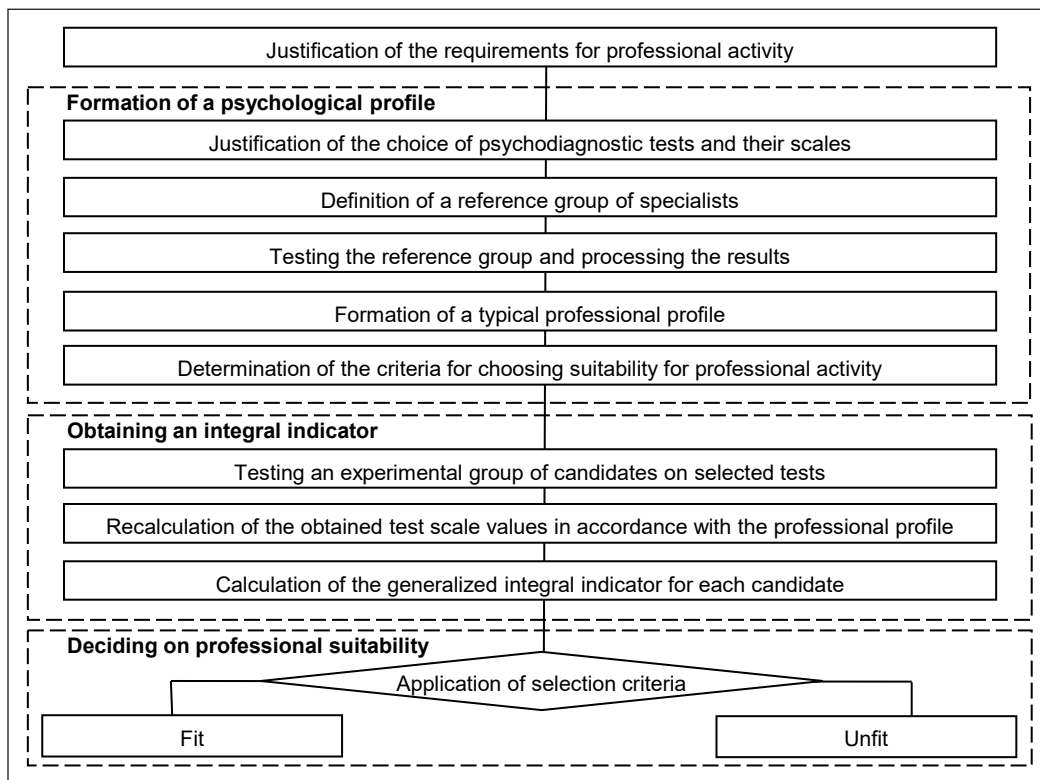 Justification of the requirements for professional activity
Formation of a psychological profile
Justification of the choice of psychodiagnostic tests and their scales
Definition of a reference group of specialists
Testing the reference group and processing the results
Formation of a typical professional profile
Determination of the criteria for choosing suitability for professional activity
Obtaining an integral indicator
Testing an experimental group of candidates on selected tests
Recalculation of the obtained test scale values in accordance with the professional profile
Calculation of the generalized integral indicator for each candidate
Deciding on professional suitability
Application of selection criteria
Fit
Unfit